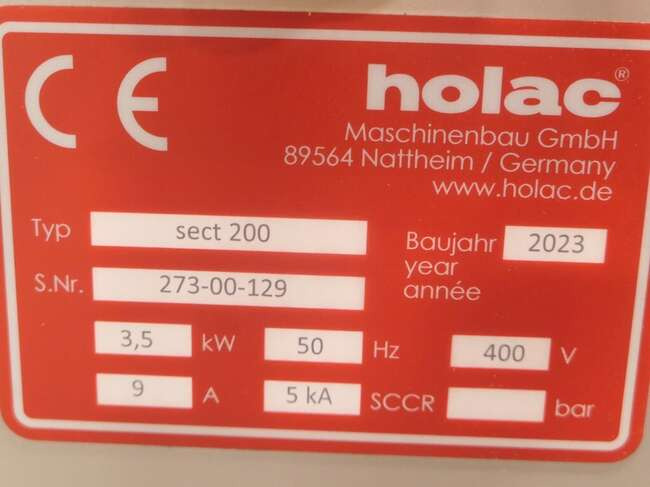 CE
holac®
Maschinenbau GmbH
89564 Nattheim / Germany
www.holac.de
Typ sect 200 Baujahr 2023
year
S.Nr. 273-00-129 année
3,5 kW 50 Hz 400 V
9 A 5 kA SCCR bar